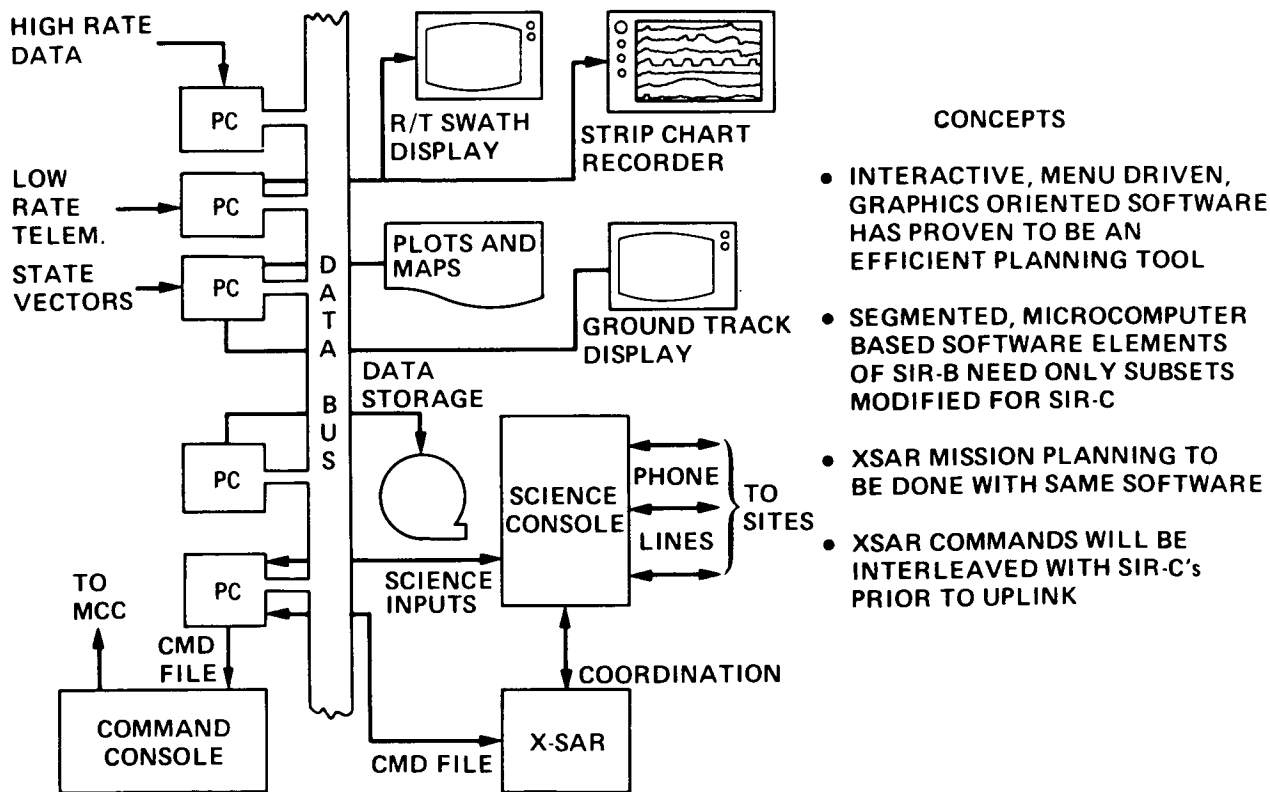 HIGH RATE
DATA
PC
R/T SWATH
DISPLAY
STRIP CHART
RECORDER
LOW
RATE
TELEM.
PC
STATE
VECTORS
PC
DATA BUS
PLOTS AND
MAPS
GROUND TRACK
DISPLAY
DATA
STORAGE
PC
SCIENCE
CONSOLE
PHONE
LINES
TO
SITES
PC
SCIENCE
INPUTS
TO
MCC
CMD
FILE
COMMAND
CONSOLE
COORDINATION
X-SAR
CMD FILE
CONCEPTS
• INTERACTIVE, MENU DRIVEN,
GRAPHICS ORIENTED SOFTWARE
HAS PROVEN TO BE AN
EFFICIENT PLANNING TOOL
• SEGMENTED, MICROCOMPUTER
BASED SOFTWARE ELEMENTS
OF SIR-B NEED ONLY SUBSETS
MODIFIED FOR SIR-C
• XSAR MISSION PLANNING TO
BE DONE WITH SAME SOFTWARE
• XSAR COMMANDS WILL BE
INTERLEAVED WITH SIR-C's
PRIOR TO UPLINK